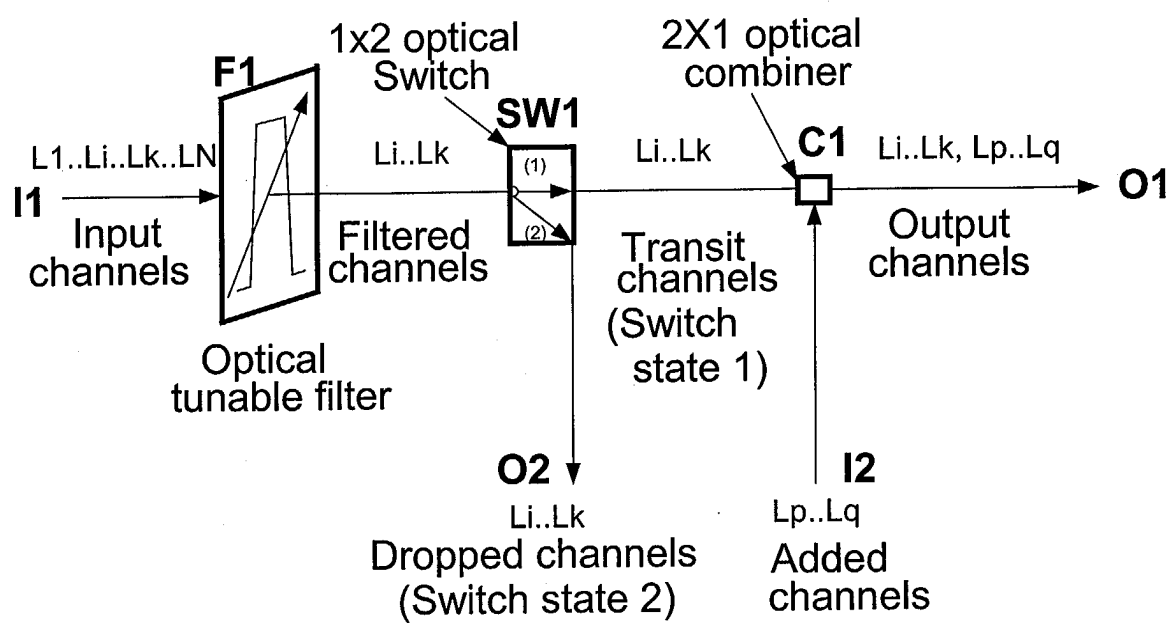 1x2 optical
Switch
2X1 optical
combiner
F1
SW1
C1
L1..Li..Lk..LN
Li..Lk
(1)
Li..Lk
Li..Lk, Lp..Lq
I1
O1
Input
channels
Filtered
channels
(2)
Transit
channels
(Switch
state 1)
Output
channels
Optical
tunable filter
O2
Li..Lk
Dropped channels
(Switch state 2)
I2
Lp..Lq
Added
channels